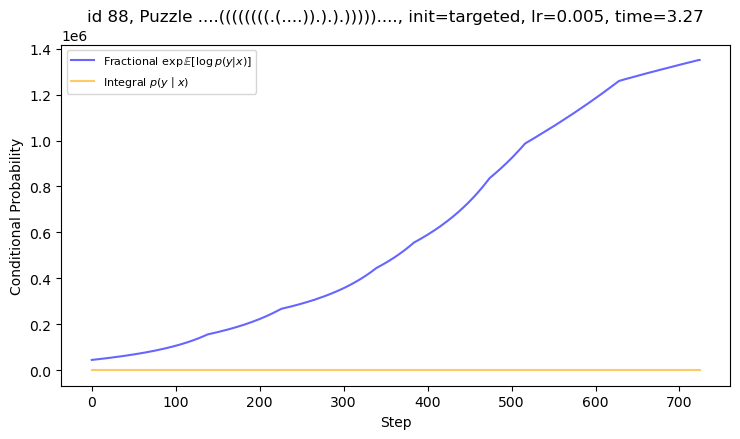 id 88, Puzzle ....((((((((.(.(....)).).).)))))...., init=targeted, lr=0.005, time=3.27
1e6
Fractional exp 𝔼[log p(y|x)]
Integral p(y | x)
Conditional Probability
1.4
1.2
1.0
0.8
0.6
0.4
0.2
0.0
0 100 200 300 400 500 600 700
Step